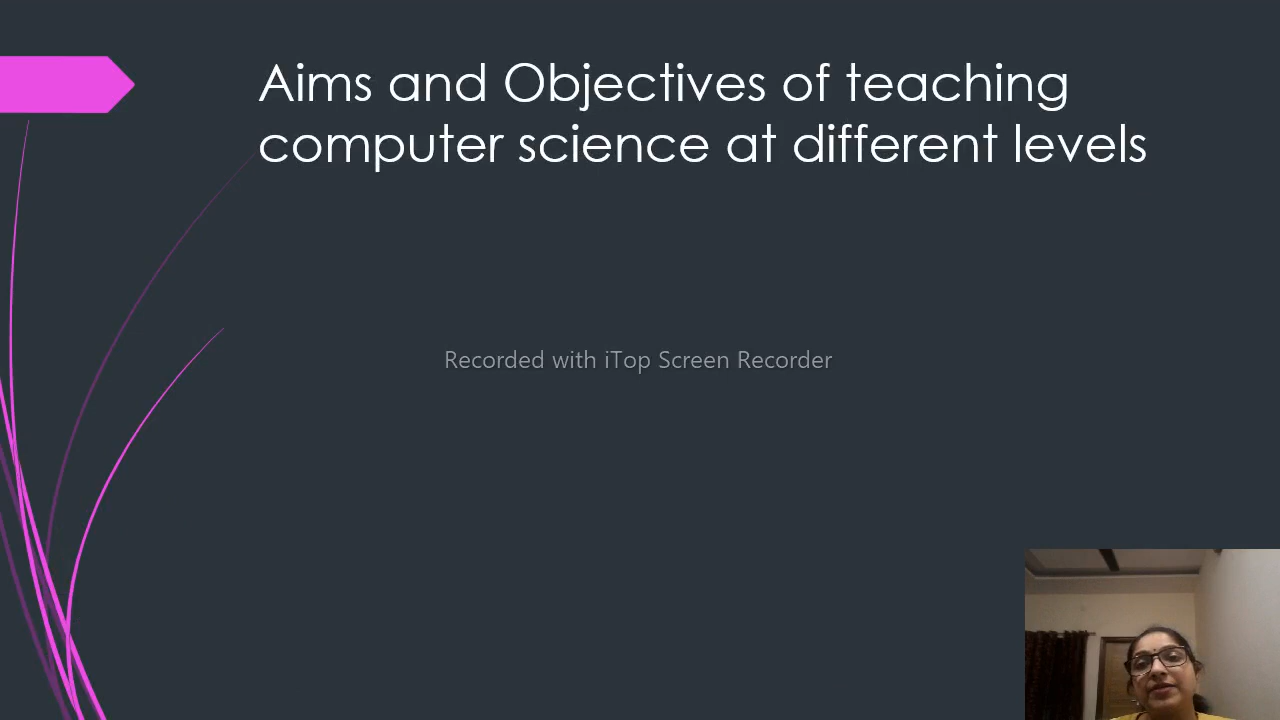 Aims and Objectives of teaching
computer science at different levels
Recorded with iTop Screen Recorder